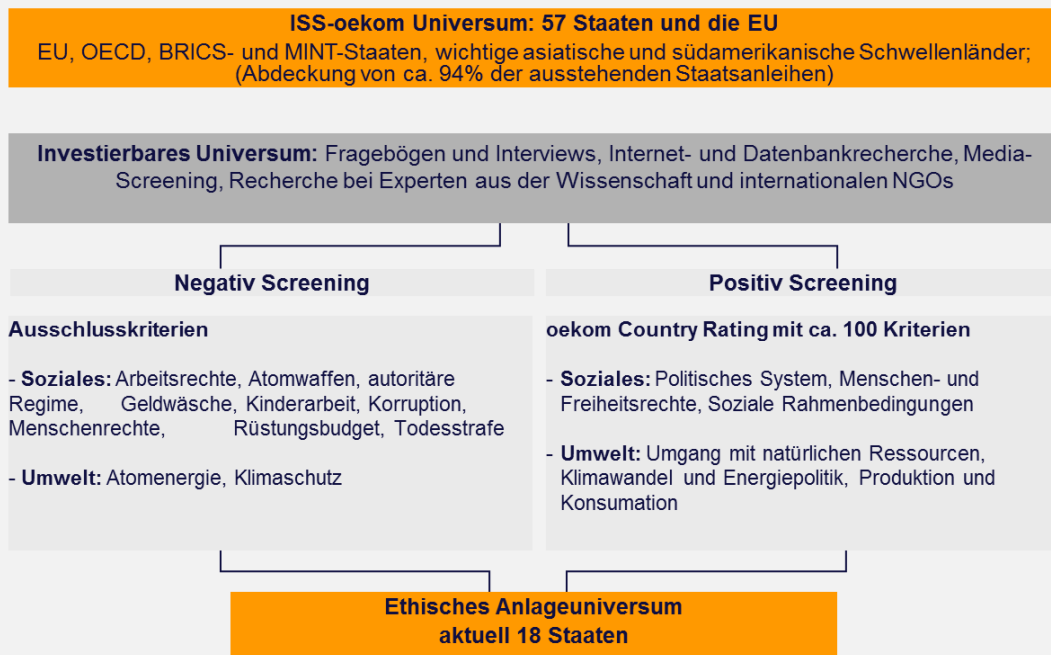 ISS-oekom Universum: 57 Staaten und die EU
EU, OECD, BRICS- und MINT-Staaten, wichtige asiatische und südamerikanische Schwellenländer;
(Abdeckung von ca. 94% der ausstehenden Staatsanleihen)
Investierbares Universum: Fragebögen und Interviews, Internet- und Datenbankrecherche, Media-
Screening, Recherche bei Experten aus der Wissenschaft und internationalen NGOs
Negativ Screening
Ausschlusskriterien
- Soziales: Arbeitsrechte, Atomwaffen, autoritäre
Regime, Geldwäsche, Kinderarbeit, Korruption,
Menschenrechte, Rüstungsbudget, Todesstrafe
- Umwelt: Atomenergie, Klimaschutz
Positiv Screening
oekom Country Rating mit ca. 100 Kriterien
- Soziales: Politisches System, Menschen- und
Freiheitsrechte, Soziale Rahmenbedingungen
- Umwelt: Umgang mit natürlichen Ressourcen,
Klimawandel und Energiepolitik, Produktion und
Konsumation
Ethisches Anlageuniversum
aktuell 18 Staaten